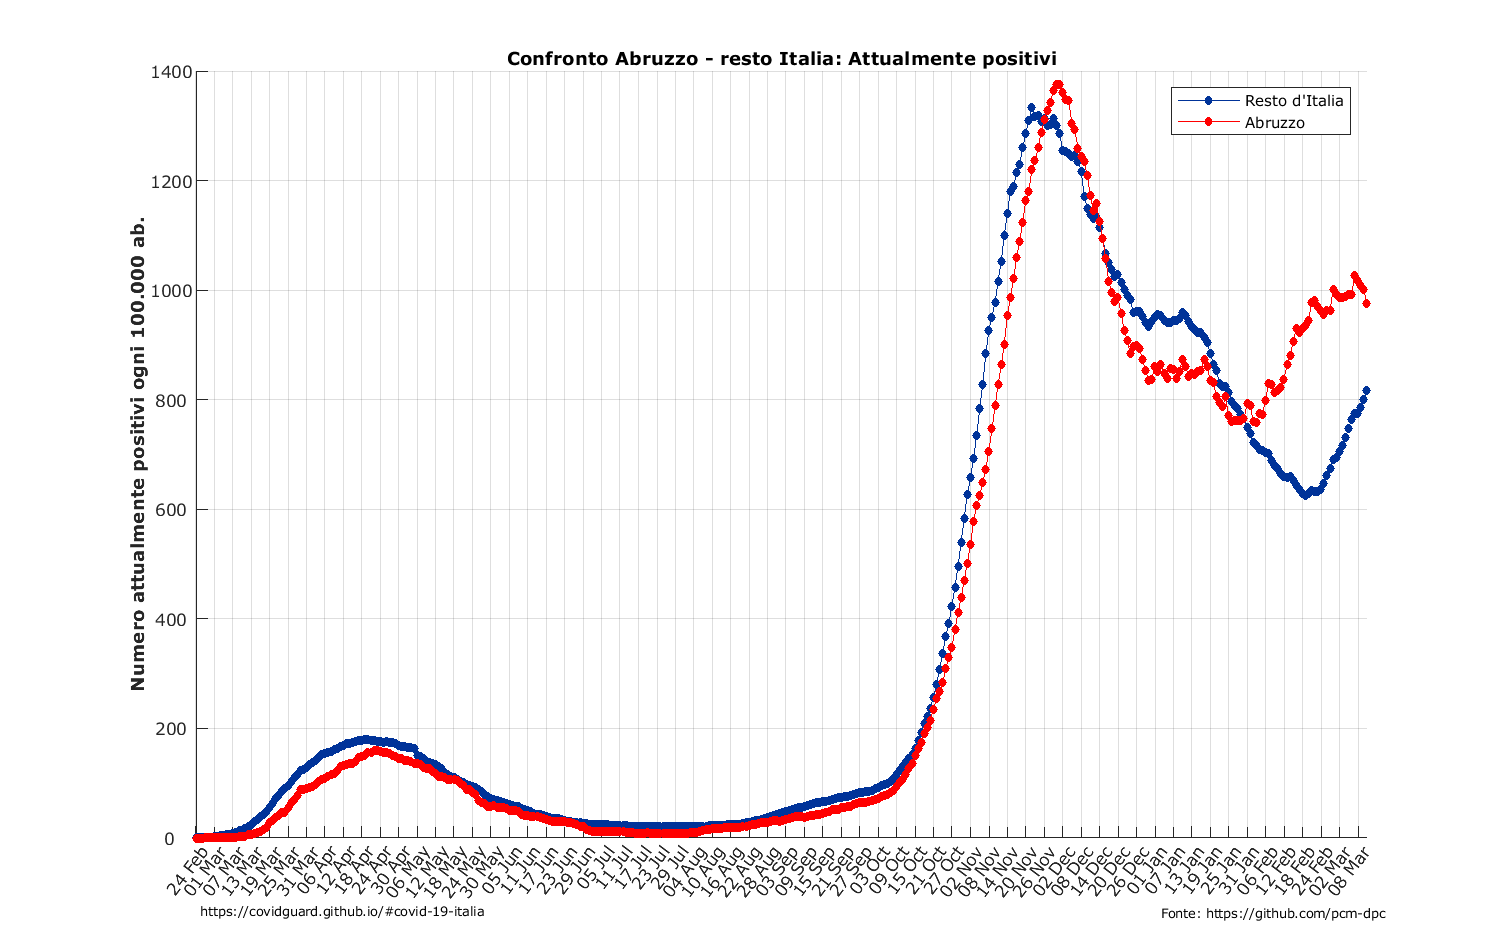 Confronto Abruzzo - resto Italia: Attualmente positivi
Numero attualmente positivi ogni 100.000 ab.
1400
1200
1000
800
600
400
200
0
Resto d'Italia
Abruzzo
24 Feb
01 Mar
07 Mar
13 Mar
19 Mar
25 Mar
31 Mar
06 Apr
12 Apr
18 Apr
24 Apr
30 Apr
06 May
12 May
18 May
24 May
30 May
05 Jun
11 Jun
17 Jun
23 Jun
29 Jun
05 Jul
11 Jul
17 Jul
23 Jul
29 Jul
04 Aug
10 Aug
16 Aug
22 Aug
28 Aug
03 Sep
09 Sep
15 Sep
21 Sep
27 Sep
03 Oct
09 Oct
15 Oct
21 Oct
27 Oct
02 Nov
08 Nov
14 Nov
20 Nov
26 Nov
02 Dec
08 Dec
14 Dec
20 Dec
26 Dec
01 Jan
07 Jan
13 Jan
19 Jan
25 Jan
31 Jan
06 Feb
12 Feb
18 Feb
24 Feb
02 Mar
08 Mar
https://covidguard.github.io/#covid-19-italia
Fonte: https://github.com/pcm-dpc